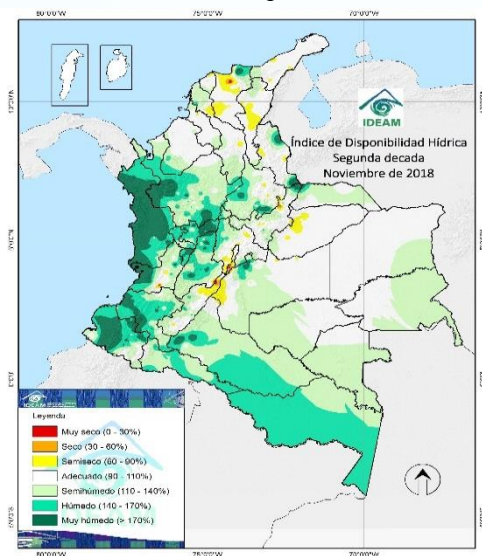 80°0'0"W 75°0'0"W 70°0'0"W
IDEAM
Índice de Disponibilidad Hídrica
Segunda decada
Noviembre de 2018
IDEAM
Leyenda
Muy seco (0 - 30%)
Seco (30 - 60%)
Semiseco (60 - 90%)
Adecuado (90 - 110%)
Semihúmedo (110 - 140%)
Húmedo (140 - 170%)
Muy húmedo (> 170%)
80°0'0"W 75°0'0"W 70°0'0"W